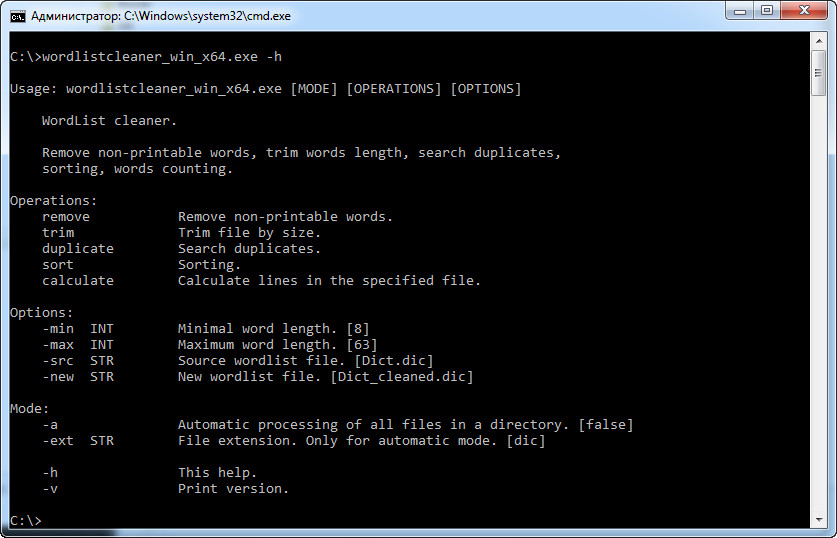 Администратор: C:\Windows\system32\cmd.exe
C:\>wordlistcleaner_win_x64.exe -h
Usage: wordlistcleaner_win_x64.exe [MODE] [OPERATIONS] [OPTIONS]
WordList cleaner.
Remove non-printable words, trim words length, search duplicates,
sorting, words counting.
Operations:
remove Remove non-printable words.
trim Trim file by size.
duplicate Search duplicates.
sort Sorting.
calculate Calculate lines in the specified file.
Options:
-min INT Minimal word length. [8]
-max INT Maximum word length. [63]
-src STR Source wordlist file. [Dict.dic]
-new STR New wordlist file. [Dict_cleaned.dic]
Mode:
-a Automatic processing of all files in a directory. [false]
-ext STR File extension. Only for automatic mode. [dic]
-h This help.
-v Print version.
C:\>